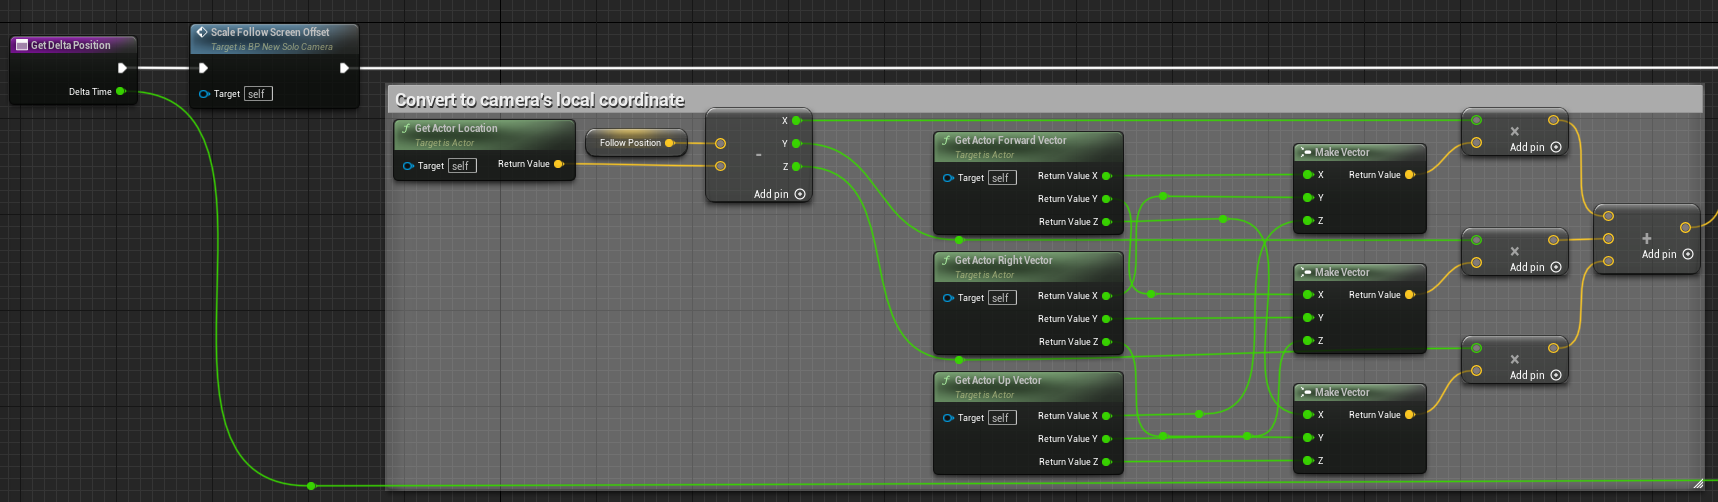 Get Delta Position
Delta Time
Scale Follow Screen Offset
Target is BP New Solo Camera
Target self
Convert to camera's local coordinate
Get Actor Location
Target is Actor
Target self
Return Value
Follow Position
X
Y
Z
-
Add pin
Get Actor Forward Vector
Target is Actor
Target self
Return Value X
Return Value Y
Return Value Z
Get Actor Right Vector
Target is Actor
Target self
Return Value X
Return Value Y
Return Value Z
Get Actor Up Vector
Target is Actor
Target self
Return Value X
Return Value Y
Return Value Z
Make Vector
X Return Value
Y
Z
Make Vector
X Return Value
Y
Z
Make Vector
X Return Value
Y
Z
×
Add pin
×
Add pin
×
Add pin
+
Add pin